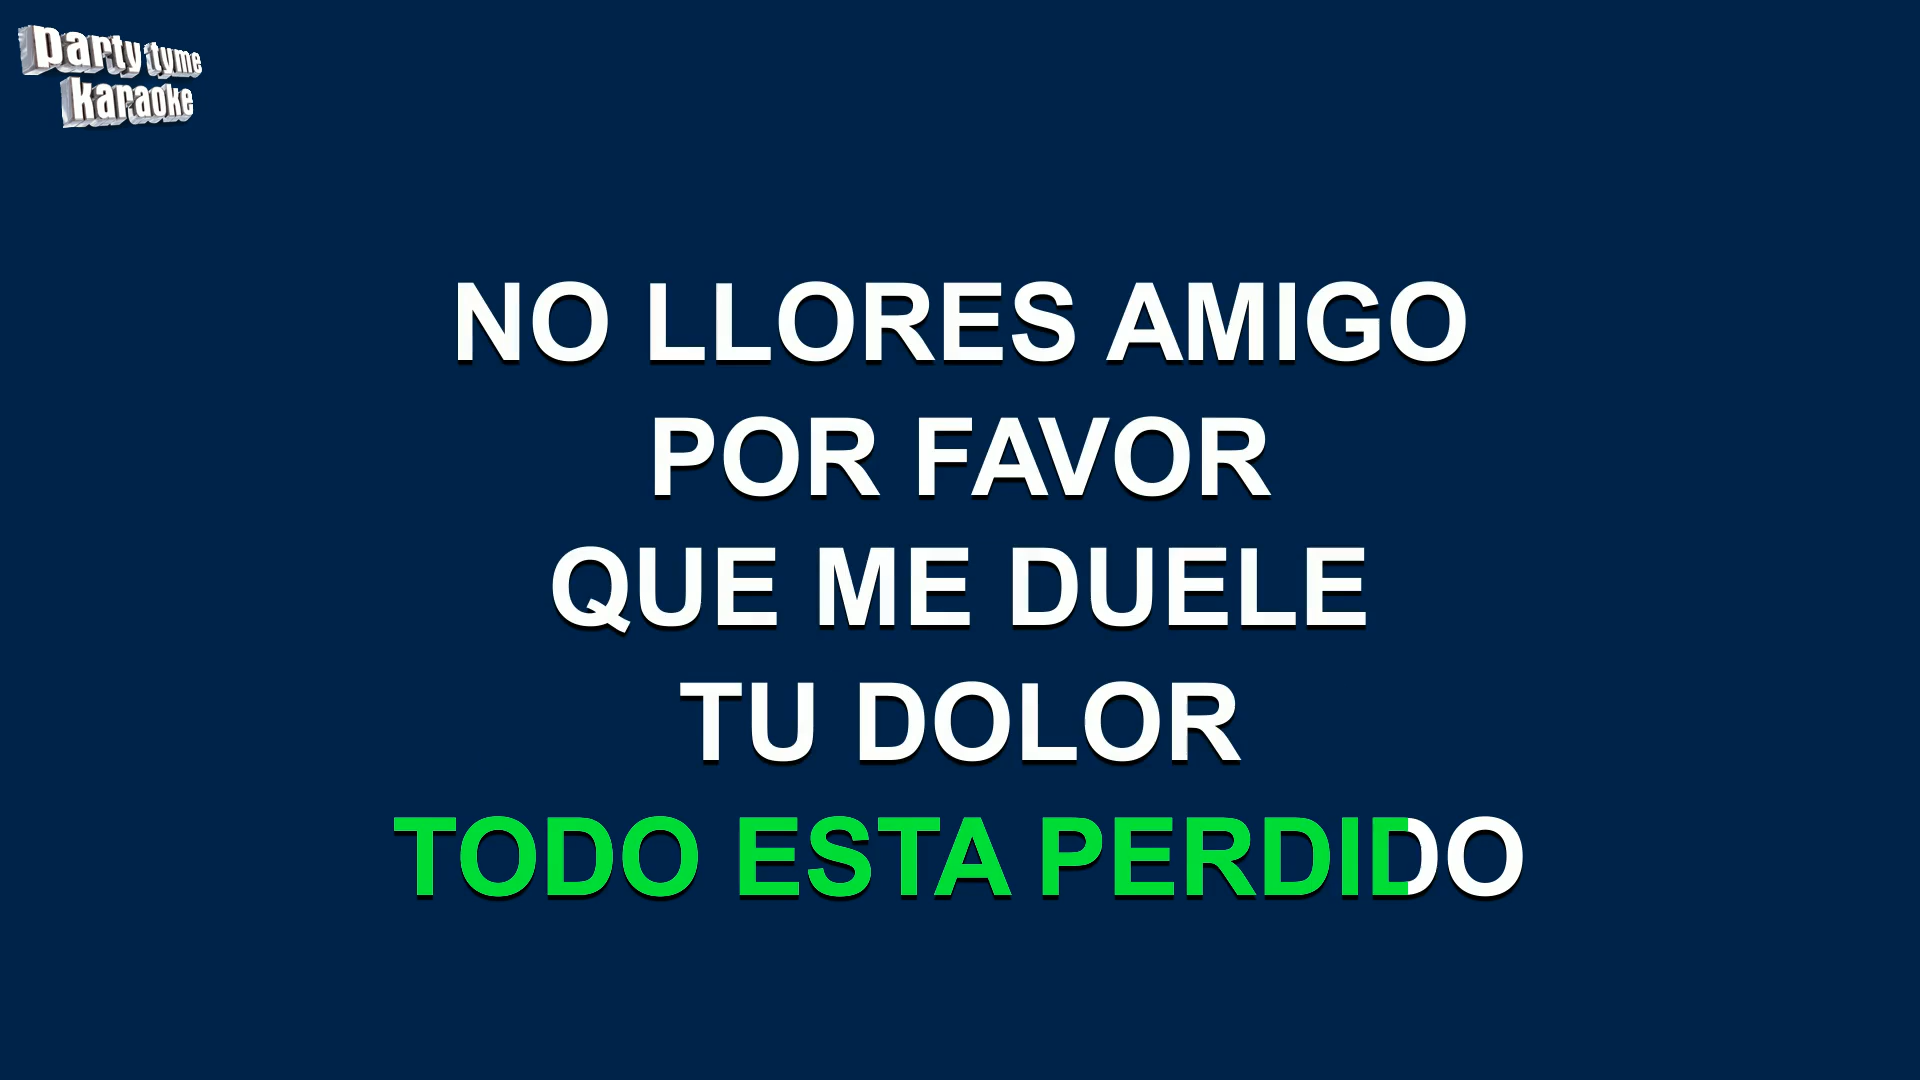 party tyme
karaoke
NO LLORES AMIGO
POR FAVOR
QUE ME DUELE
TU DOLOR
TODO ESTA PERDIDO